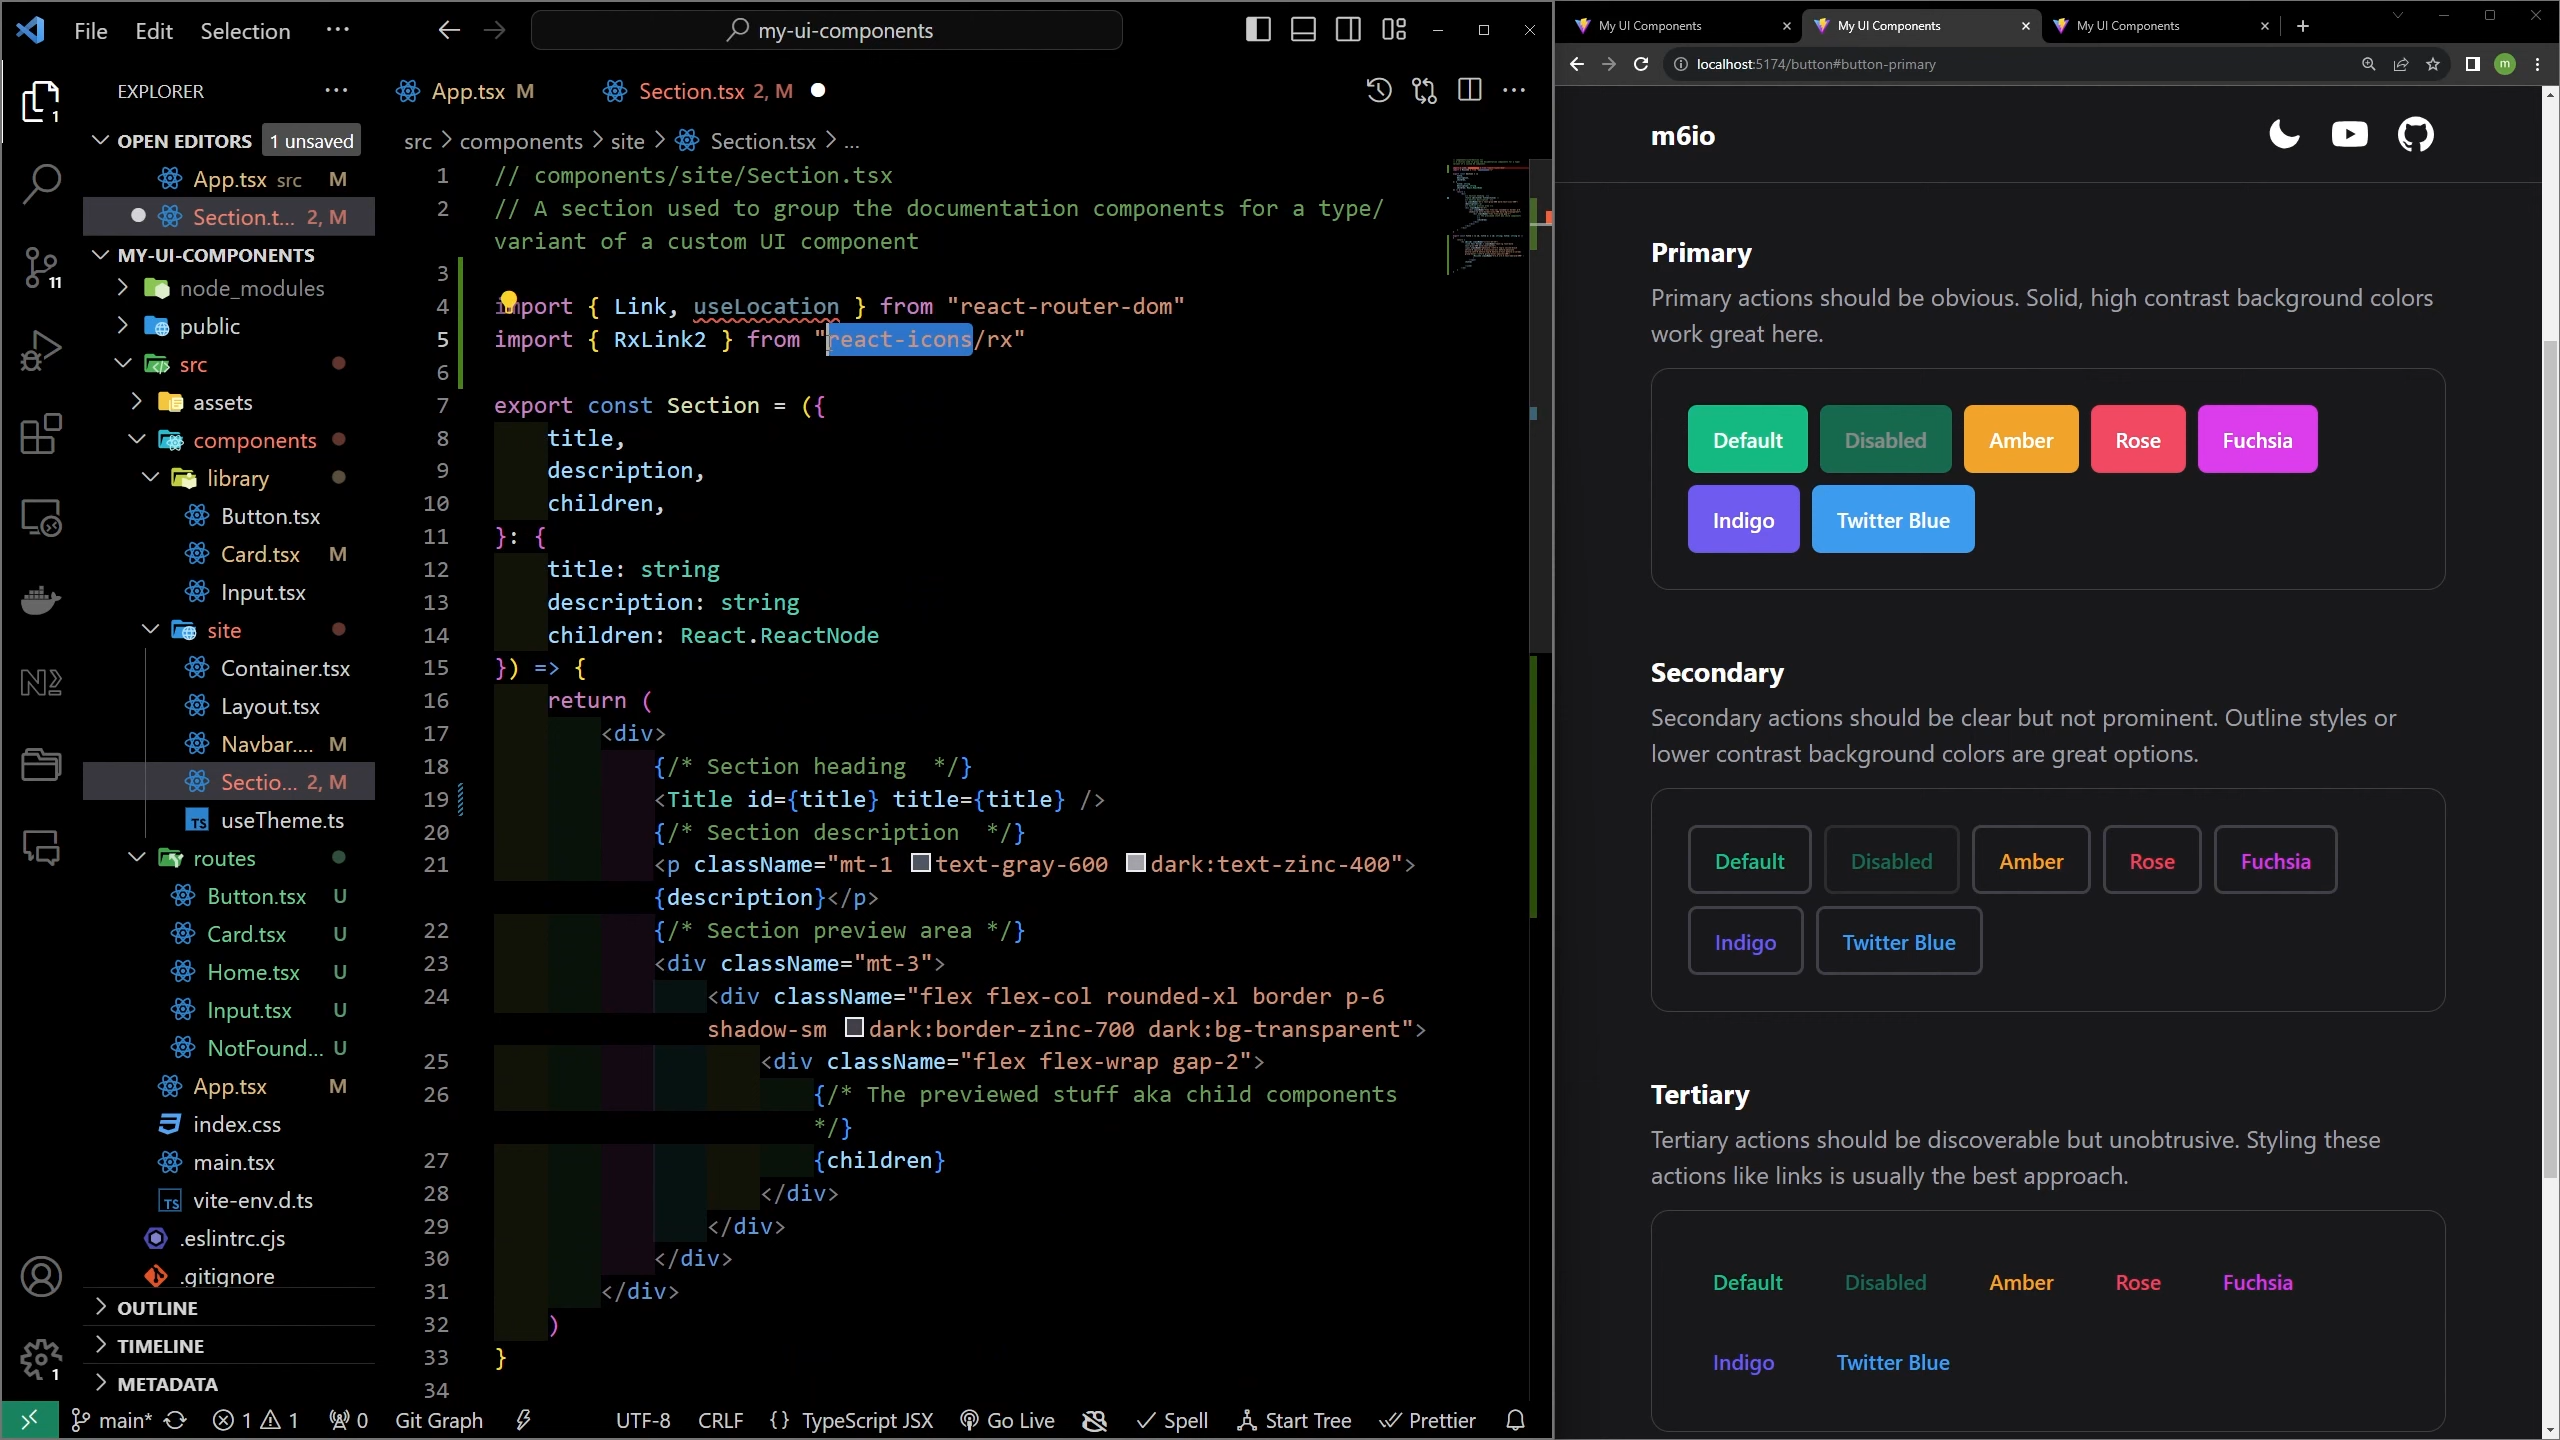 File Edit Selection ···
my-ui-components
EXPLORER
OPEN EDITORS 1 unsaved
App.tsx src M
Section.t... 2, M
MY-UI-COMPONENTS
node_modules
public
src
assets
components
library
Button.tsx
Card.tsx M
Input.tsx
site
Container.tsx
Layout.tsx
Navbar.... M
Sectio... 2, M
useTheme.ts
routes
Button.tsx U
Card.tsx U
Home.tsx U
Input.tsx U
NotFound... U
App.tsx M
index.css
main.tsx
vite-env.d.ts
.eslintrc.cjs
.gitignore
OUTLINE
TIMELINE
METADATA
1
11
1
App.tsx M
Section.tsx 2, M
src > components > site > Section.tsx > ...
1 // components/site/Section.tsx
2 // A section used to group the documentation components for a type/
variant of a custom UI component
3
4 import { Link, useLocation } from "react-router-dom"
5 import { RxLink2 } from "react-icons/rx"
6
7 export const Section = ({
8 title,
9 description,
10 children,
11 }: {
12 title: string
13 description: string
14 children: React.ReactNode
15 }) => {
16 return (
17 <div>
18 {/* Section heading  */}
19 <Title id={title} title={title} />
20 {/* Section description  */}
21 <p className="mt-1 text-gray-600 dark:text-zinc-400">
{description}</p>
22 {/* Section preview area */}
23 <div className="mt-3">
24 <div className="flex flex-col rounded-xl border p-6
shadow-sm dark:border-zinc-700 dark:bg-transparent">
25 <div className="flex flex-wrap gap-2">
26 {/* The previewed stuff aka child components
*/}
27 {children}
28 </div>
29 </div>
30 </div>
31 </div>
32 )
33 }
34
main* 1 1 0 Git Graph UTF-8 CRLF {} TypeScript JSX Go Live Spell Start Tree Prettier
My UI Components My UI Components My UI Components
localhost:5174/button#button-primary
m
m6io
Primary
Primary actions should be obvious. Solid, high contrast background colors
work great here.
Default Disabled Amber Rose Fuchsia
Indigo Twitter Blue
Secondary
Secondary actions should be clear but not prominent. Outline styles or
lower contrast background colors are great options.
Default Disabled Amber Rose Fuchsia
Indigo Twitter Blue
Tertiary
Tertiary actions should be discoverable but unobtrusive. Styling these
actions like links is usually the best approach.
Default Disabled Amber Rose Fuchsia
Indigo Twitter Blue